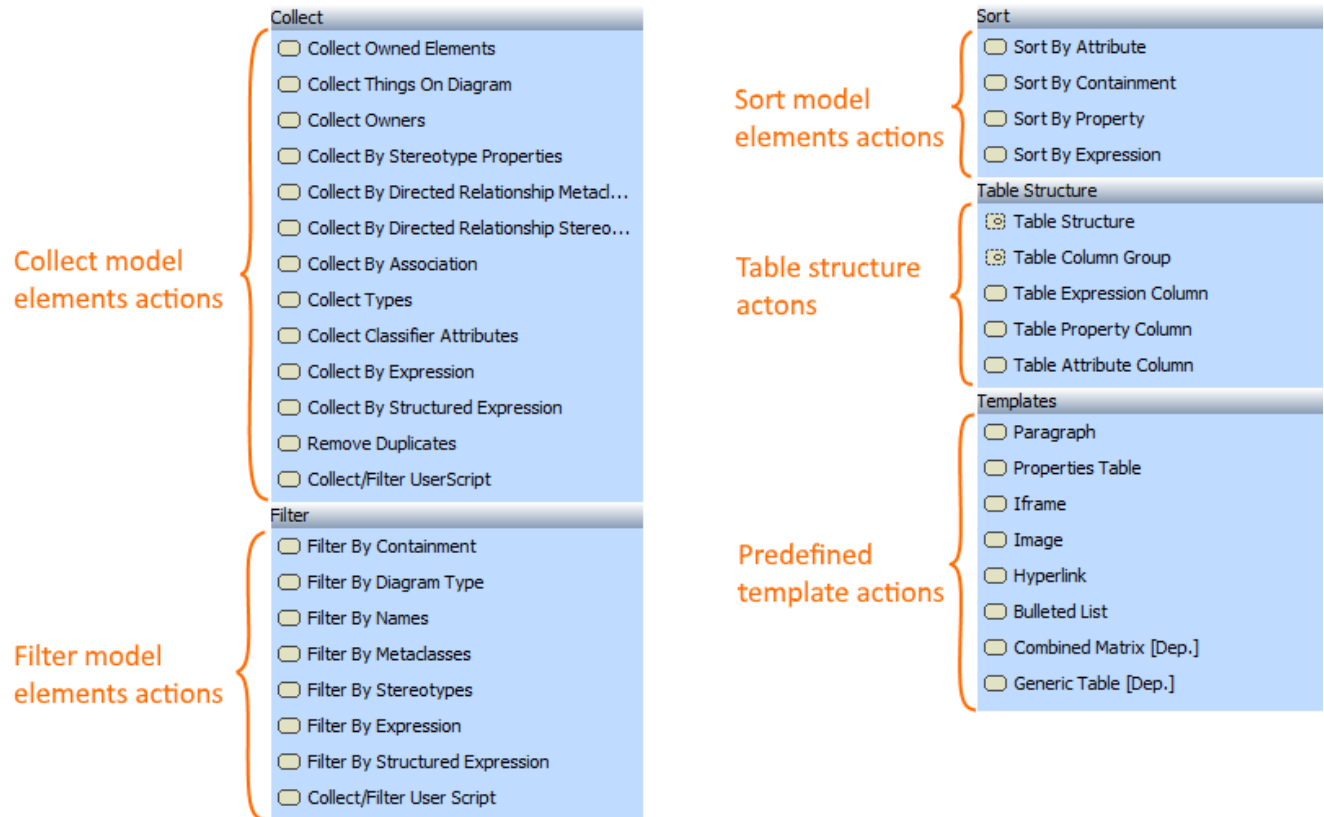 Collect
Collect Owned Elements
Collect Things On Diagram
Collect Owners
Collect By Stereotype Properties
Collect By Directed Relationship Metacl...
Collect By Directed Relationship Stereo...
Collect By Association
Collect Types
Collect Classifier Attributes
Collect By Expression
Collect By Structured Expression
Remove Duplicates
Collect/Filter UserScript
Collect model
elements actions
Filter
Filter By Containment
Filter By Diagram Type
Filter By Names
Filter By Metaclasses
Filter By Stereotypes
Filter By Expression
Filter By Structured Expression
Collect/Filter User Script
Filter model
elements actions
Sort
Sort By Attribute
Sort By Containment
Sort By Property
Sort By Expression
Sort model
elements actions
Table Structure
Table Structure
Table Column Group
Table Expression Column
Table Property Column
Table Attribute Column
Table structure
actons
Templates
Paragraph
Properties Table
Iframe
Image
Hyperlink
Bulleted List
Combined Matrix [Dep.]
Generic Table [Dep.]
Predefined
template actions